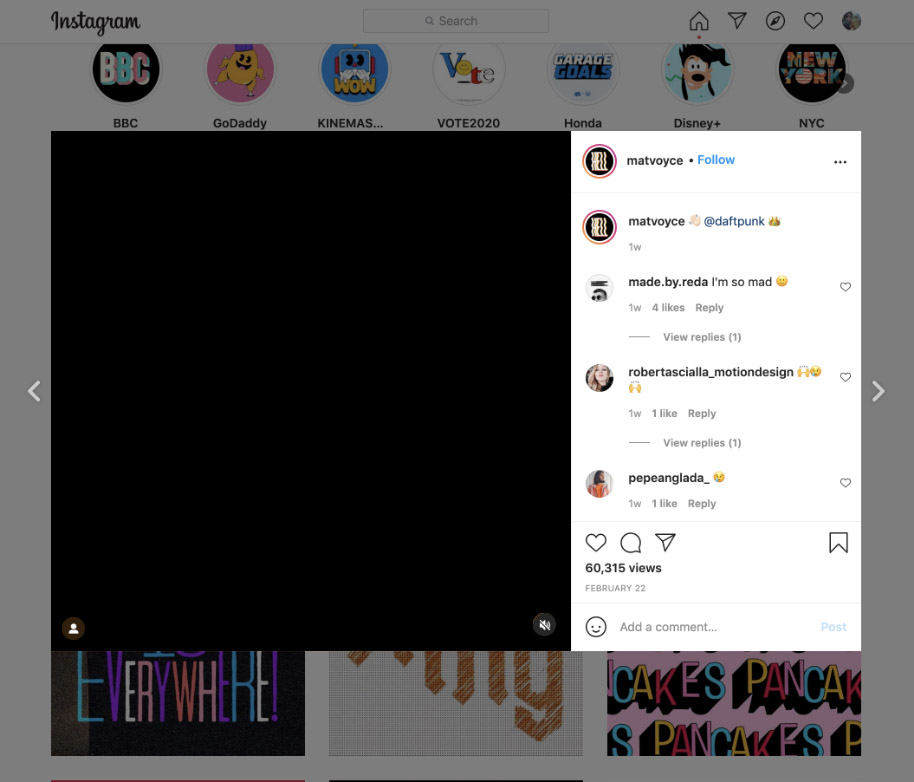 Instagram
Search
BBC
WOW
Vote
GARAGE
GOALS
NEW
YORK
BBC
GoDaddy
KINEMAS...
VOTE2020
Honda
Disney+
NYC
matvoyce • Follow
matvoyce 👋🏻 @daftpunk
1w
made.by.reda I'm so mad
1w 4 likes Reply
View replies (1)
robertascialla_motiondesign 🙌😢
🙌
1w 1 like Reply
View replies (1)
pepeanglada_ 😢
1w 1 like Reply
60,315 views
FEBRUARY 22
Add a comment... Post
EVERYWHERE!
CAKES PANCAK
S PANCAKES P